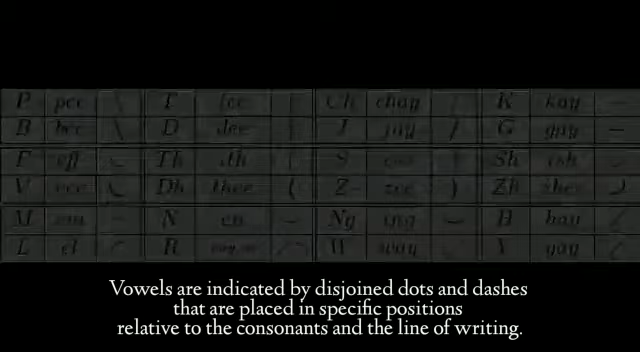 P pee T tee Ch chay K kay
B bee D dee J jay G gay
F eff Th ith S ess Sh ish
V vee Dh thee Z zee Zh zhee
M em N en Ng ing H hay
L el R W way Y yay
Vowels are indicated by disjoined dots and dashes
that are placed in specific positions
relative to the consonants and the line of writing.